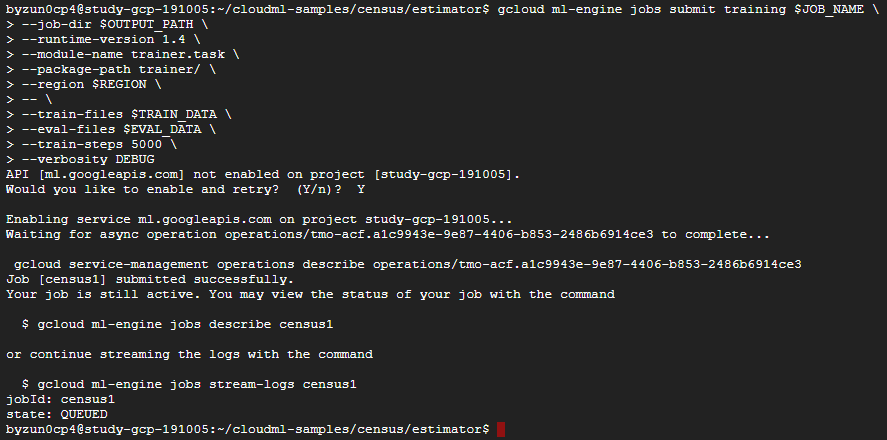 byzun0cp4@study-gcp-191005:~/cloudml-samples/census/estimator$ gcloud ml-engine jobs submit training $JOB_NAME \
> --job-dir $OUTPUT_PATH \
> --runtime-version 1.4 \
> --module-name trainer.task \
> --package-path trainer/ \
> --region $REGION \
> -- \
> --train-files $TRAIN_DATA \
> --eval-files $EVAL_DATA \
> --train-steps 5000 \
> --verbosity DEBUG
API [ml.googleapis.com] not enabled on project [study-gcp-191005].
Would you like to enable and retry?  (Y/n)?  Y
Enabling service ml.googleapis.com on project study-gcp-191005...
Waiting for async operation operations/tmo-acf.a1c9943e-9e87-4406-b853-2486b6914ce3 to complete...
gcloud service-management operations describe operations/tmo-acf.a1c9943e-9e87-4406-b853-2486b6914ce3
Job [census1] submitted successfully.
Your job is still active. You may view the status of your job with the command
$ gcloud ml-engine jobs describe census1
or continue streaming the logs with the command
$ gcloud ml-engine jobs stream-logs census1
jobId: census1
state: QUEUED
byzun0cp4@study-gcp-191005:~/cloudml-samples/census/estimator$